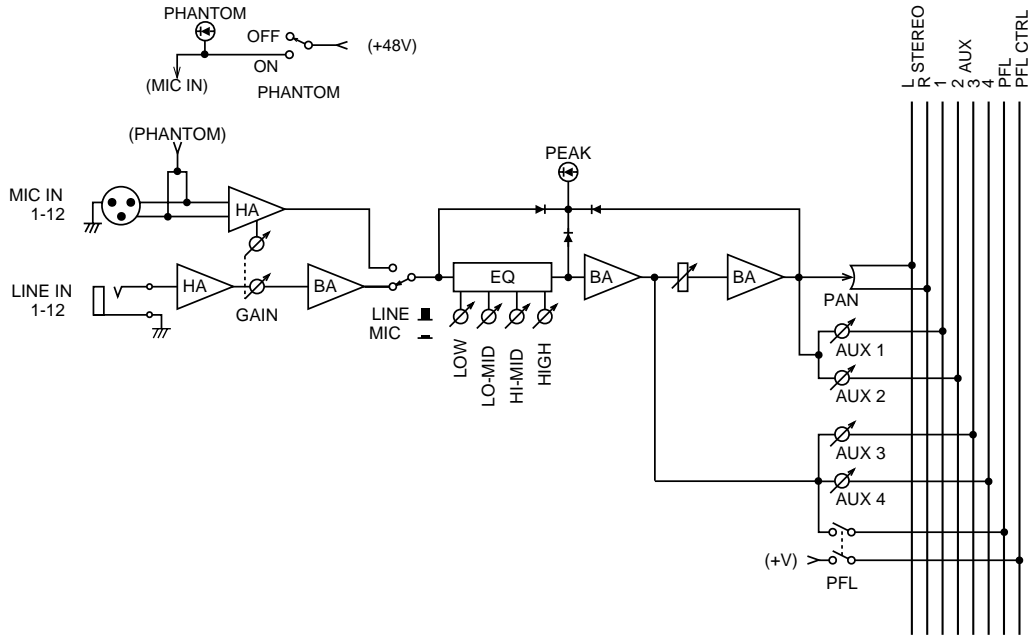 PHANTOM
OFF
(+48V)
ON
(MIC IN)
PHANTOM
L STEREO
R
1
2 AUX
3
4
PFL
PFL CTRL
(PHANTOM)
PEAK
MIC IN
1-12
HA
LINE IN
1-12
HA
GAIN
BA
LINE
MIC
EQ
LOW
LO-MID
HI-MID
HIGH
BA
BA
PAN
AUX 1
AUX 2
AUX 3
AUX 4
(+V)
PFL